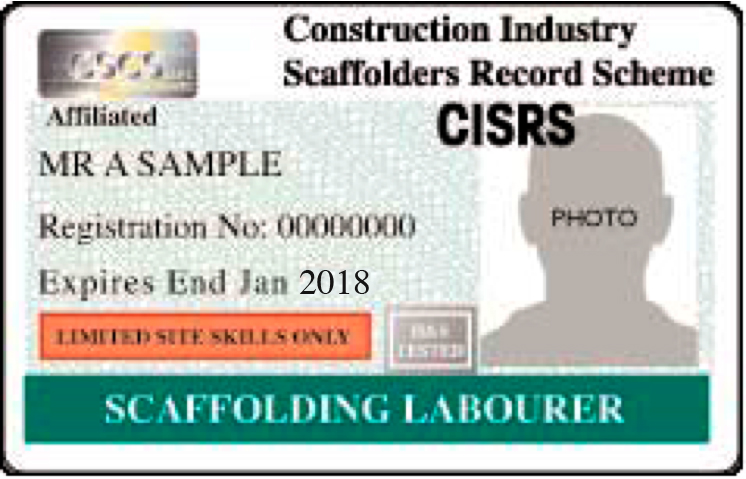 Construction Industry
Scaffolders Record Scheme
CSCS
Affiliated
CISRS
MR A SAMPLE
Registration No: 00000000
PHOTO
Expires End Jan 2018
LIMITED SITE SKILLS ONLY
TESTED
SCAFFOLDING LABOURER